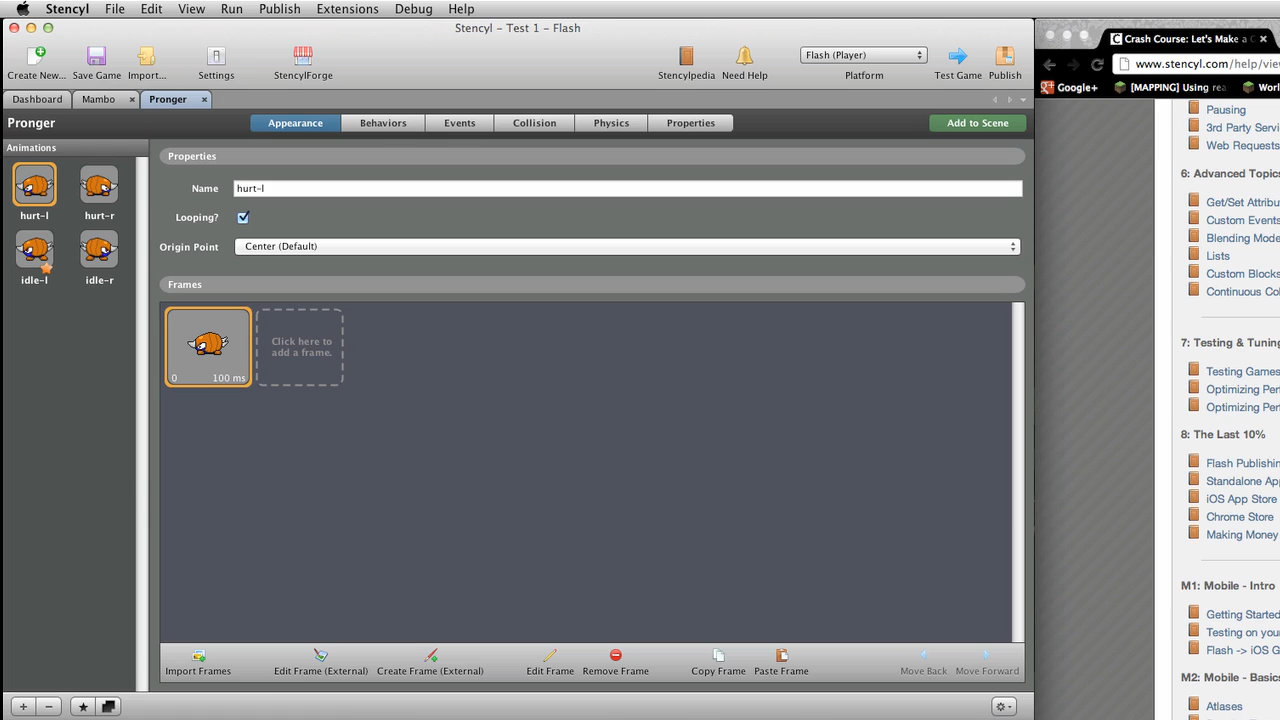 Stencyl File Edit View Run Publish Extensions Debug Help
Stencyl – Test 1 – Flash
Create New... Save Game Import... Settings StencylForge Stencylpedia Need Help Flash (Player) Platform Test Game Publish
Dashboard Mambo Pronger
Pronger Appearance Behaviors Events Collision Physics Properties Add to Scene
Animations
hurt-l hurt-r
idle-l idle-r
Properties
Name hurt-l
Looping?
Origin Point Center (Default)
Frames
0 100 ms
Click here to
add a frame.
Import Frames Edit Frame (External) Create Frame (External) Edit Frame Remove Frame Copy Frame Paste Frame Move Back Move Forward
Crash Course: Let's Make a
www.stencyl.com/help/vie
Google+ [MAPPING] Using rea Worl
Pausing
3rd Party Servi
Web Requests
6: Advanced Topics
Get/Set Attribu
Custom Events
Blending Mode
Lists
Custom Blocks
Continuous Col
7: Testing & Tuning
Testing Games
Optimizing Per
Optimizing Per
8: The Last 10%
Flash Publishin
Standalone App
iOS App Store
Chrome Store
Making Money
M1: Mobile - Intro
Getting Started
Testing on your
Flash -> iOS G
M2: Mobile - Basics
Atlases